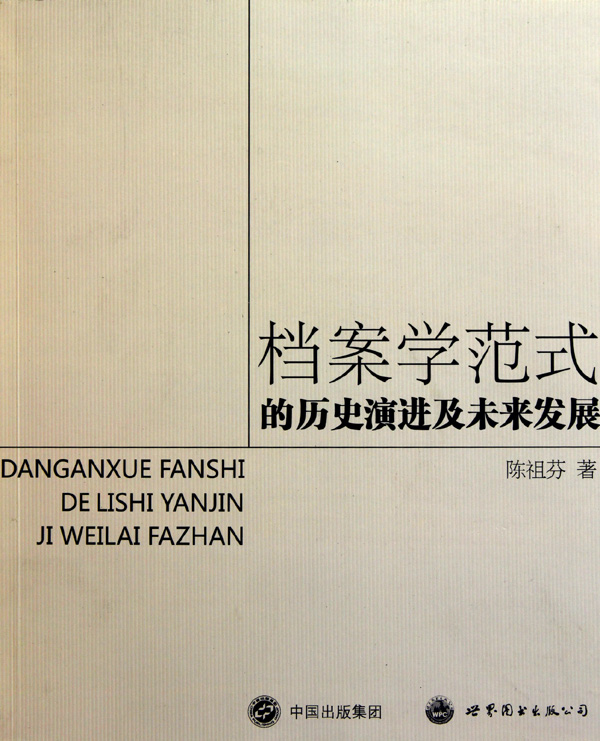 档案学范式
的历史演进及未来发展
DANGANXUE FANSHI
DE LISHI YANJIN
JI WEILAI FAZHAN
陈祖芬 著
中国出版集团
WPC
世界图书出版公司